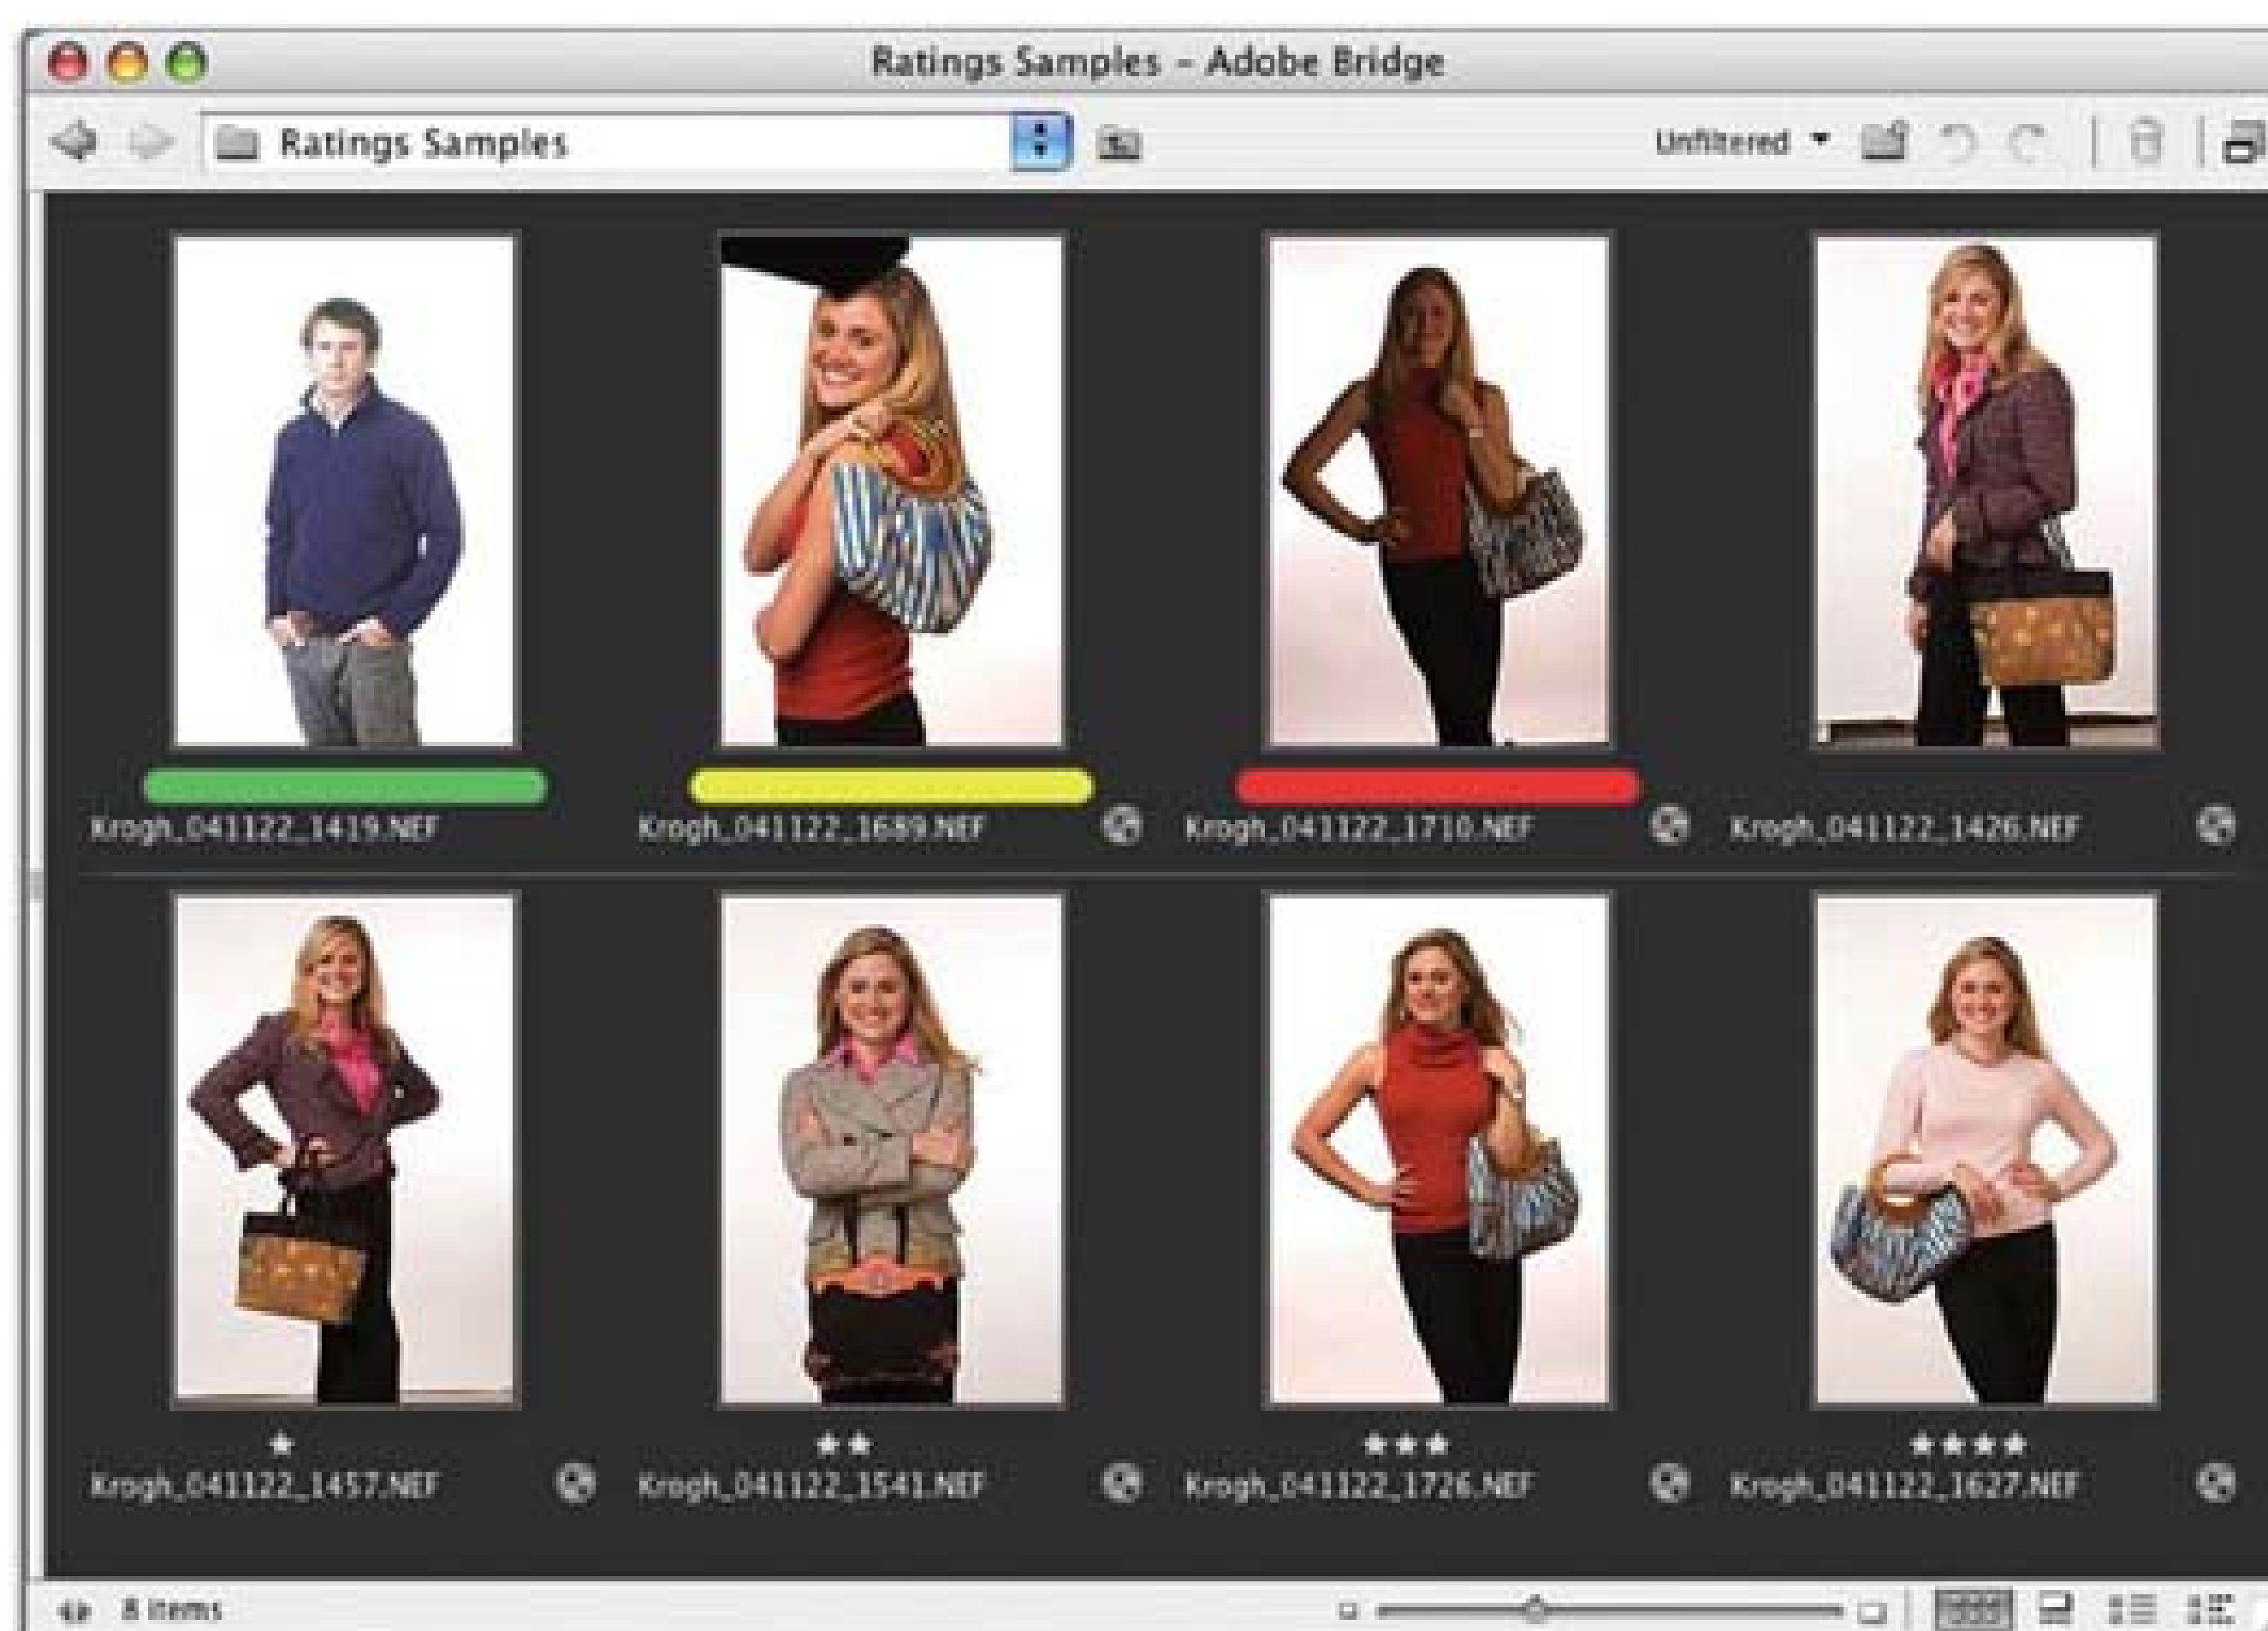 Ratings Samples – Adobe Bridge
Ratings Samples
Unfiltered
Krogh_041122_1419.NEF
Krogh_041122_1689.NEF
Krogh_041122_1710.NEF
Krogh_041122_1426.NEF
Krogh_041122_1457.NEF
Krogh_041122_1541.NEF
Krogh_041122_1726.NEF
Krogh_041122_1627.NEF
8 items